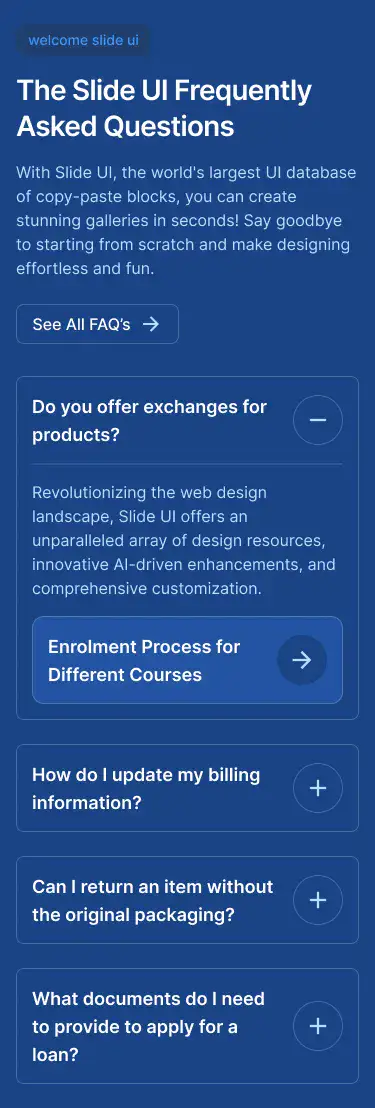 welcome slide ui
The Slide UI Frequently
Asked Questions
With Slide UI, the world's largest UI database
of copy-paste blocks, you can create
stunning galleries in seconds! Say goodbye
to starting from scratch and make designing
effortless and fun.
See All FAQ’s
Do you offer exchanges for
products?
Revolutionizing the web design
landscape, Slide UI offers an
unparalleled array of design resources,
innovative AI-driven enhancements, and
comprehensive customization.
Enrolment Process for
Different Courses
How do I update my billing
information?
Can I return an item without
the original packaging?
What documents do I need
to provide to apply for a
loan?